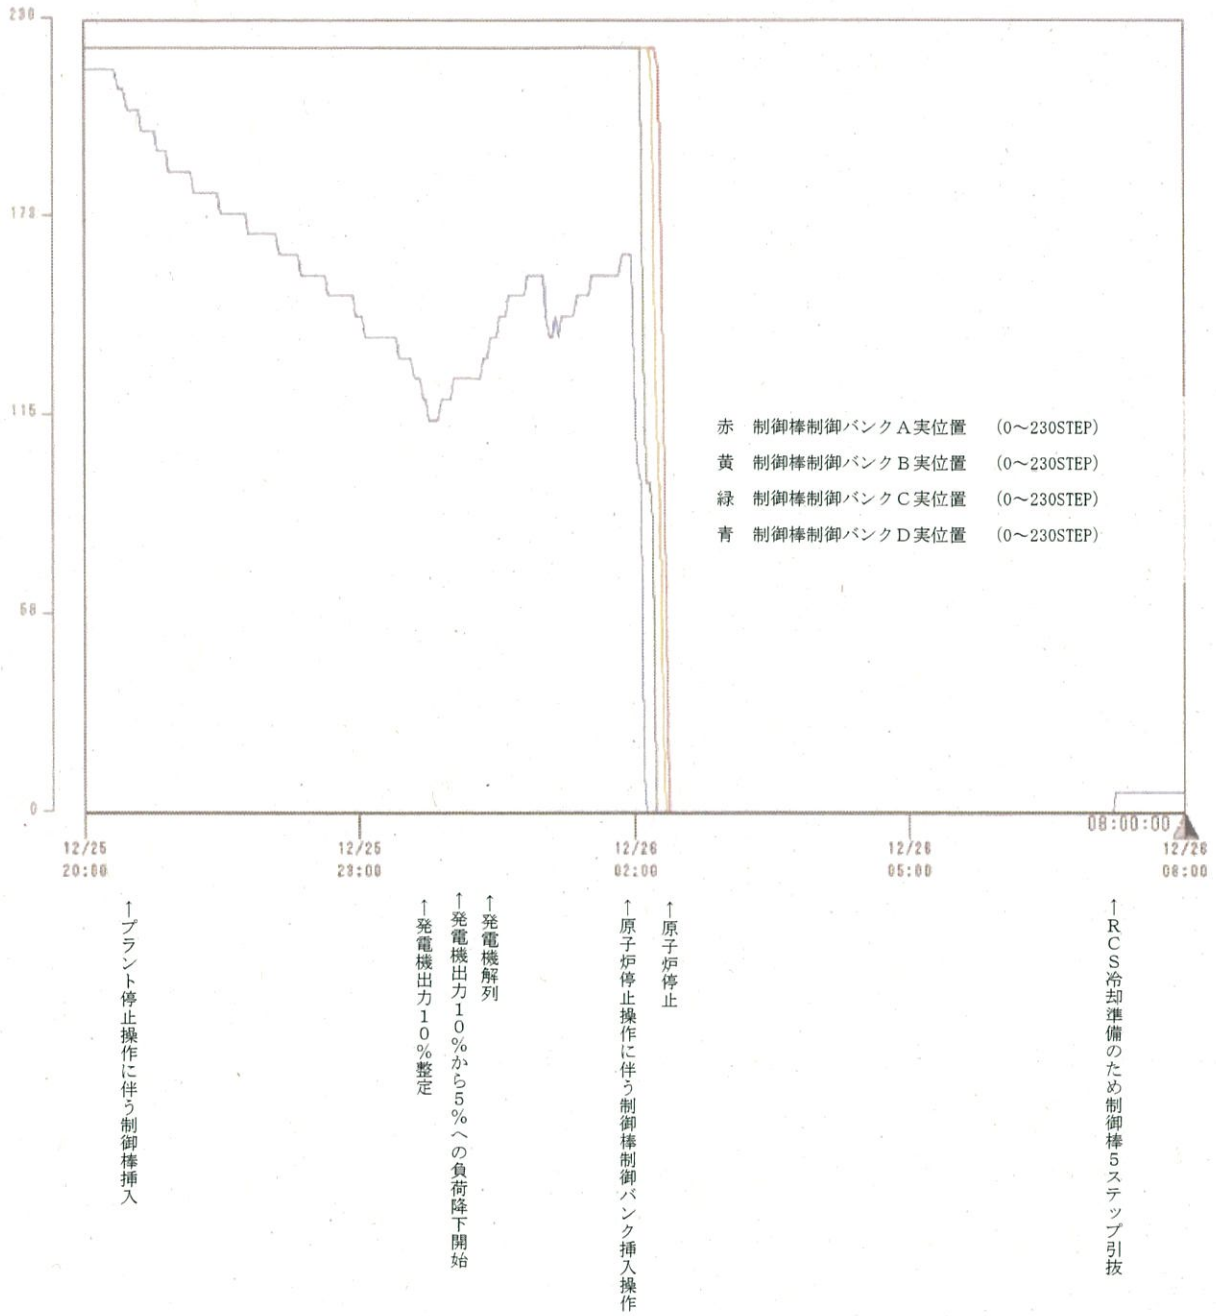 230
173
115
58
0
赤　制御棒制御バンクＡ実位置　（0～230STEP）
黄　制御棒制御バンクＢ実位置　（0～230STEP）
緑　制御棒制御バンクＣ実位置　（0～230STEP）
青　制御棒制御バンクＤ実位置　（0～230STEP）
08:00:00
12/25
20:00
12/25
23:00
12/26
02:00
12/26
05:00
12/26
08:00
←プラント停止操作に伴う制御棒挿入
←発電機出力１０％整定
←発電機出力１０％から５％への負荷降下開始
←発電機解列
←原子炉停止操作に伴う制御棒制御バンク挿入操作
←原子炉停止
←ＲＣＳ冷却準備のため制御棒５ステップ引抜